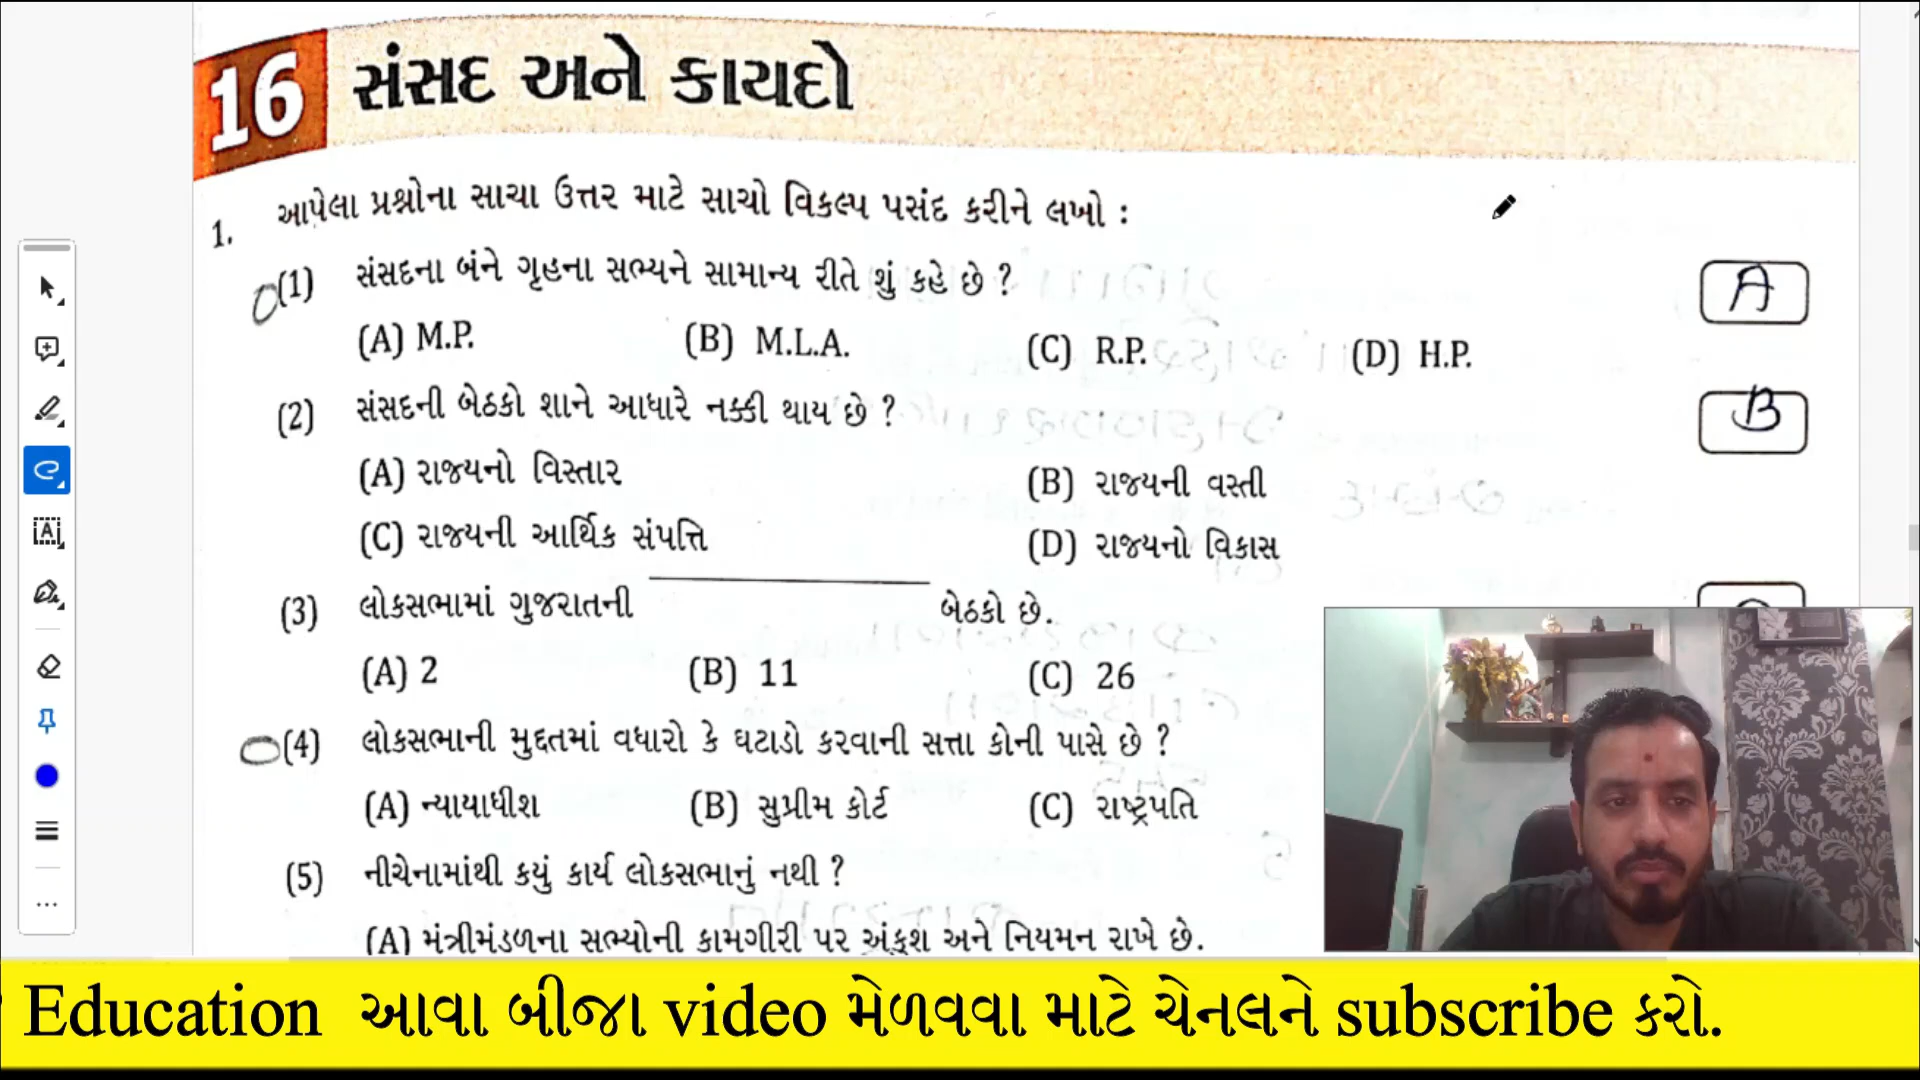 16 સંસદ અને કાયદો
1. આપેલા પ્રશ્નોના સાચા ઉત્તર માટે સાચો વિકલ્પ પસંદ કરીને લખો :
(1) સંસદના બંને ગૃહના સભ્યને સામાન્ય રીતે શું કહે છે ? A
(A) M.P. (B) M.L.A. (C) R.P. (D) H.P.
(2) સંસદની બેઠકો શાને આધારે નક્કી થાય છે ? B
(A) રાજ્યનો વિસ્તાર (B) રાજ્યની વસ્તી
(C) રાજ્યની આર્થિક સંપત્તિ (D) રાજ્યનો વિકાસ
(3) લોકસભામાં ગુજરાતની ________ બેઠકો છે.
(A) 2 (B) 11 (C) 26
(4) લોકસભાની મુદ્દતમાં વધારો કે ઘટાડો કરવાની સત્તા કોની પાસે છે ?
(A) ન્યાયાધીશ (B) સુપ્રીમ કોર્ટ (C) રાષ્ટ્રપતિ
(5) નીચેનામાંથી કયું કાર્ય લોકસભાનું નથી ?
(A) મંત્રીમંડળના સભ્યોની કામગીરી પર અંકુશ અને નિયમન રાખે છે.
Education આવા બીજા video મેળવવા માટે ચેનલને subscribe કરો.